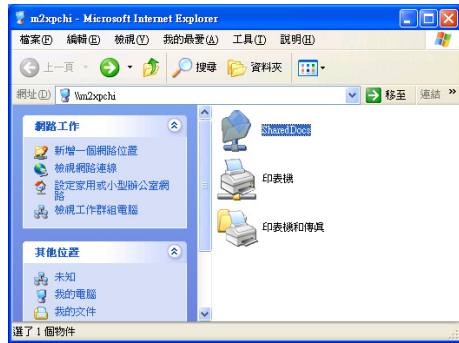 m2xpchi - Microsoft Internet Explorer
檔案(F) 編輯(E) 檢視(V) 我的最愛(A) 工具(T) 說明(H)
上一頁 搜尋 資料夾
網址(D) \\m2xpchi 移至 連結 »
網路工作
新增一個網路位置
檢視網路連線
設定家用或小型辦公室網
路
檢視工作群組電腦
其他位置
未知
我的電腦
我的文件
SharedDocs
印表機
印表機和傳真
選了 1 個物件